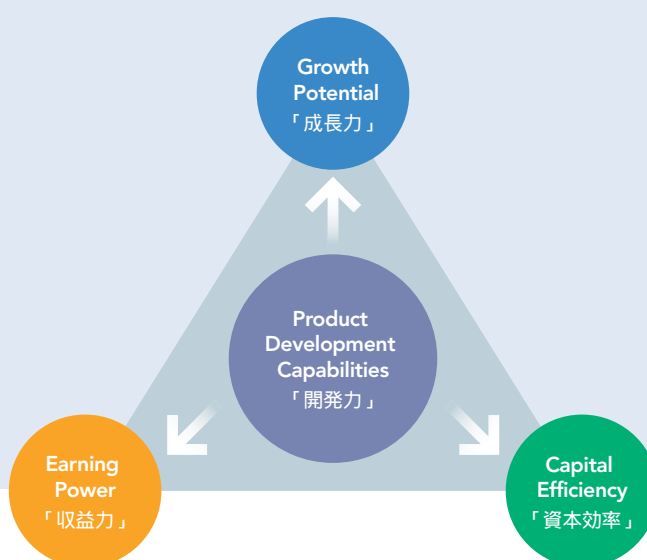 Growth
Potential
「成長力」
Product
Development
Capabilities
「開発力」
Earning
Power
「収益力」
Capital
Efficiency
「資本効率」